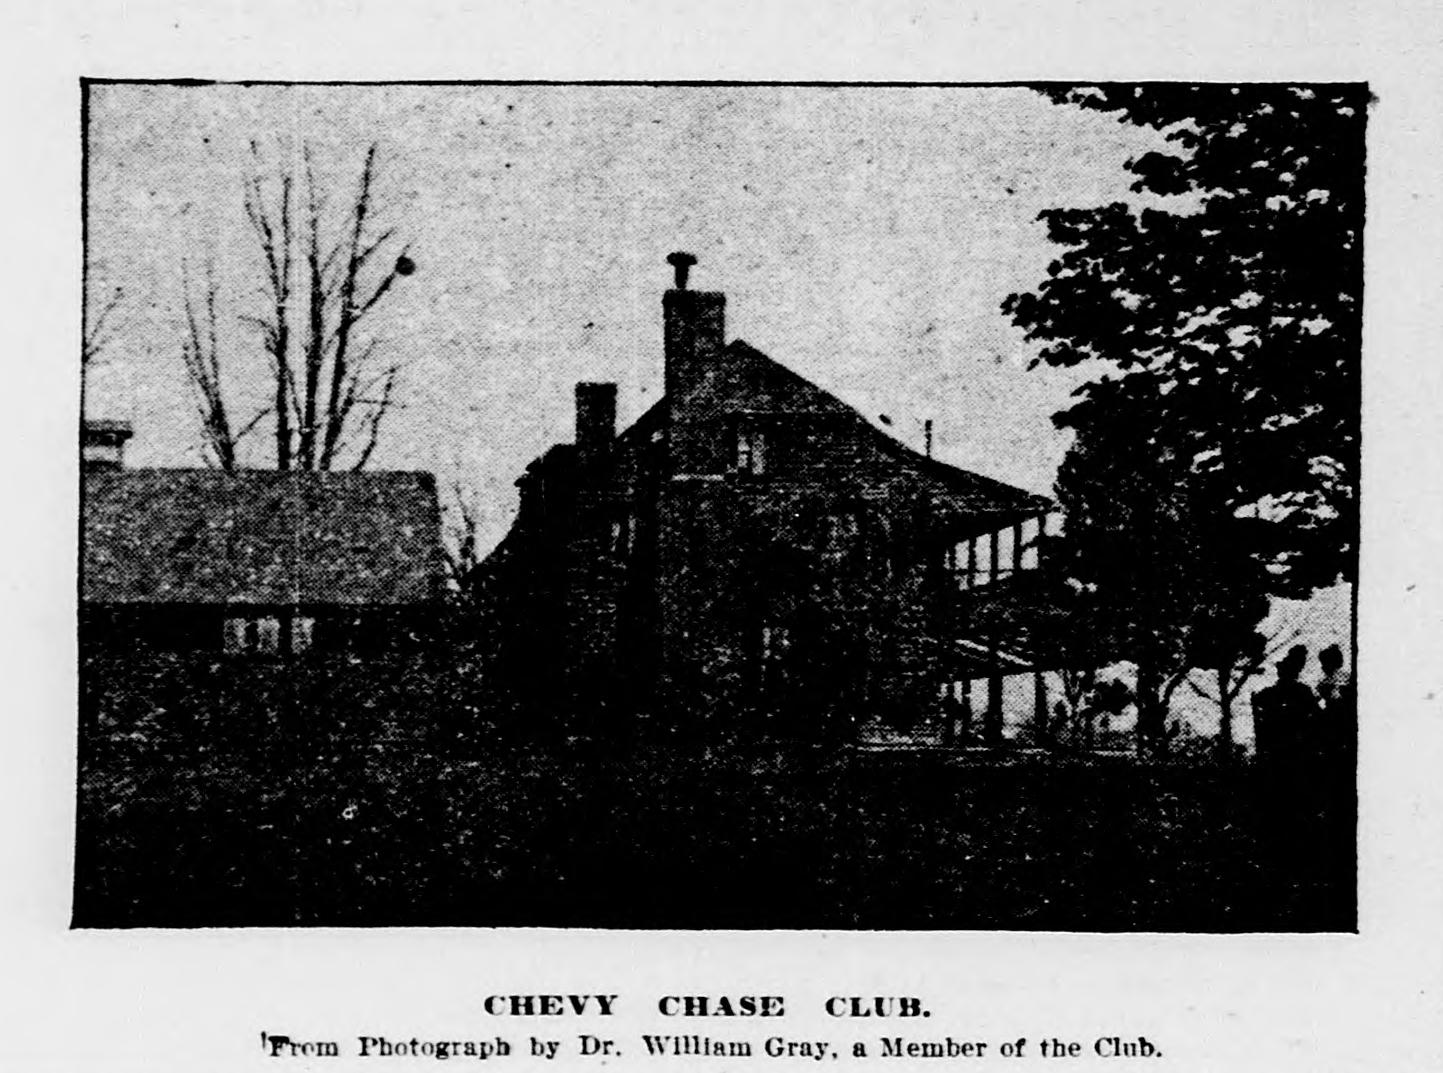 CHEVY CHASE CLUB.
From Photograph by Dr. William Gray, a Member of the Club.